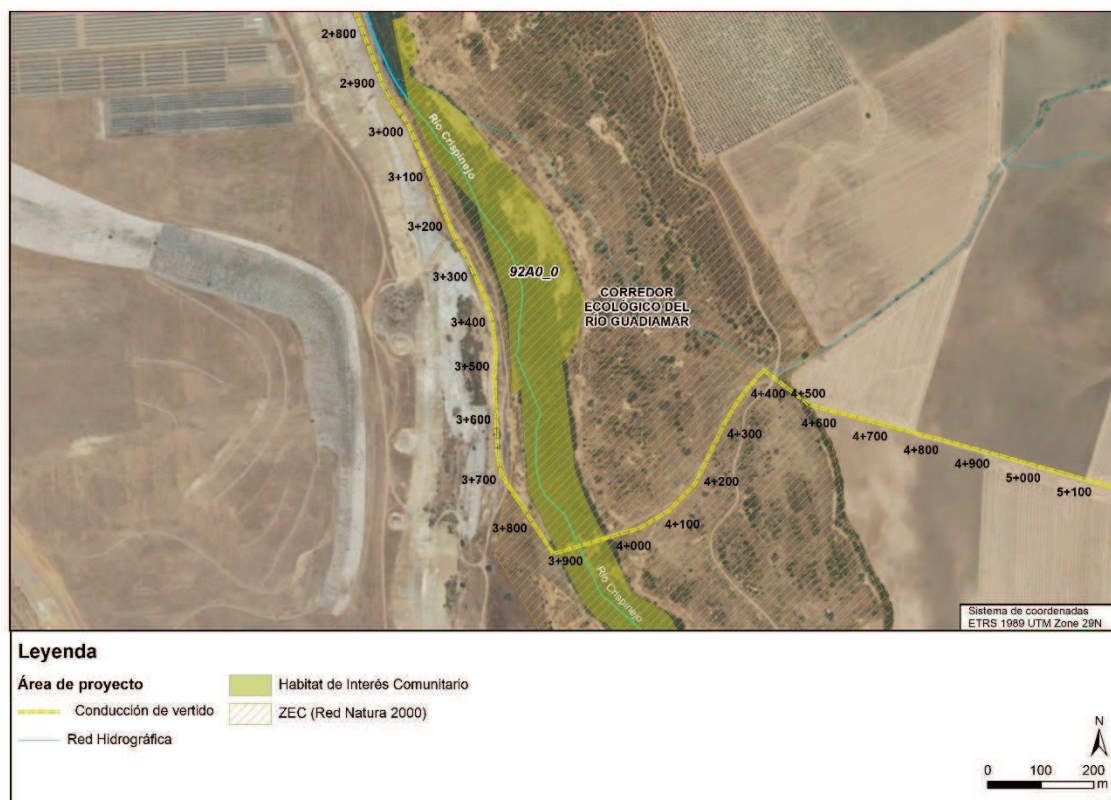 2+800
2+900
3+000
3+100
3+200
3+300
3+400
3+500
3+600
3+700
3+800
3+900
4+000
4+100
4+200
4+300
4+400
4+500
4+600
4+700
4+800
4+900
5+000
5+100
Río Crispinejo
92A0_0
CORREDOR
ECOLÓGICO DEL
RÍO GUADIAMAR
Río Crispinejo
Sistema de coordenadas
ETRS 1989 UTM Zone 29N
Leyenda
Área de proyecto
Conducción de vertido
Red Hidrográfica
Habitat de Interés Comunitario
ZEC (Red Natura 2000)
N
0 100 200
m